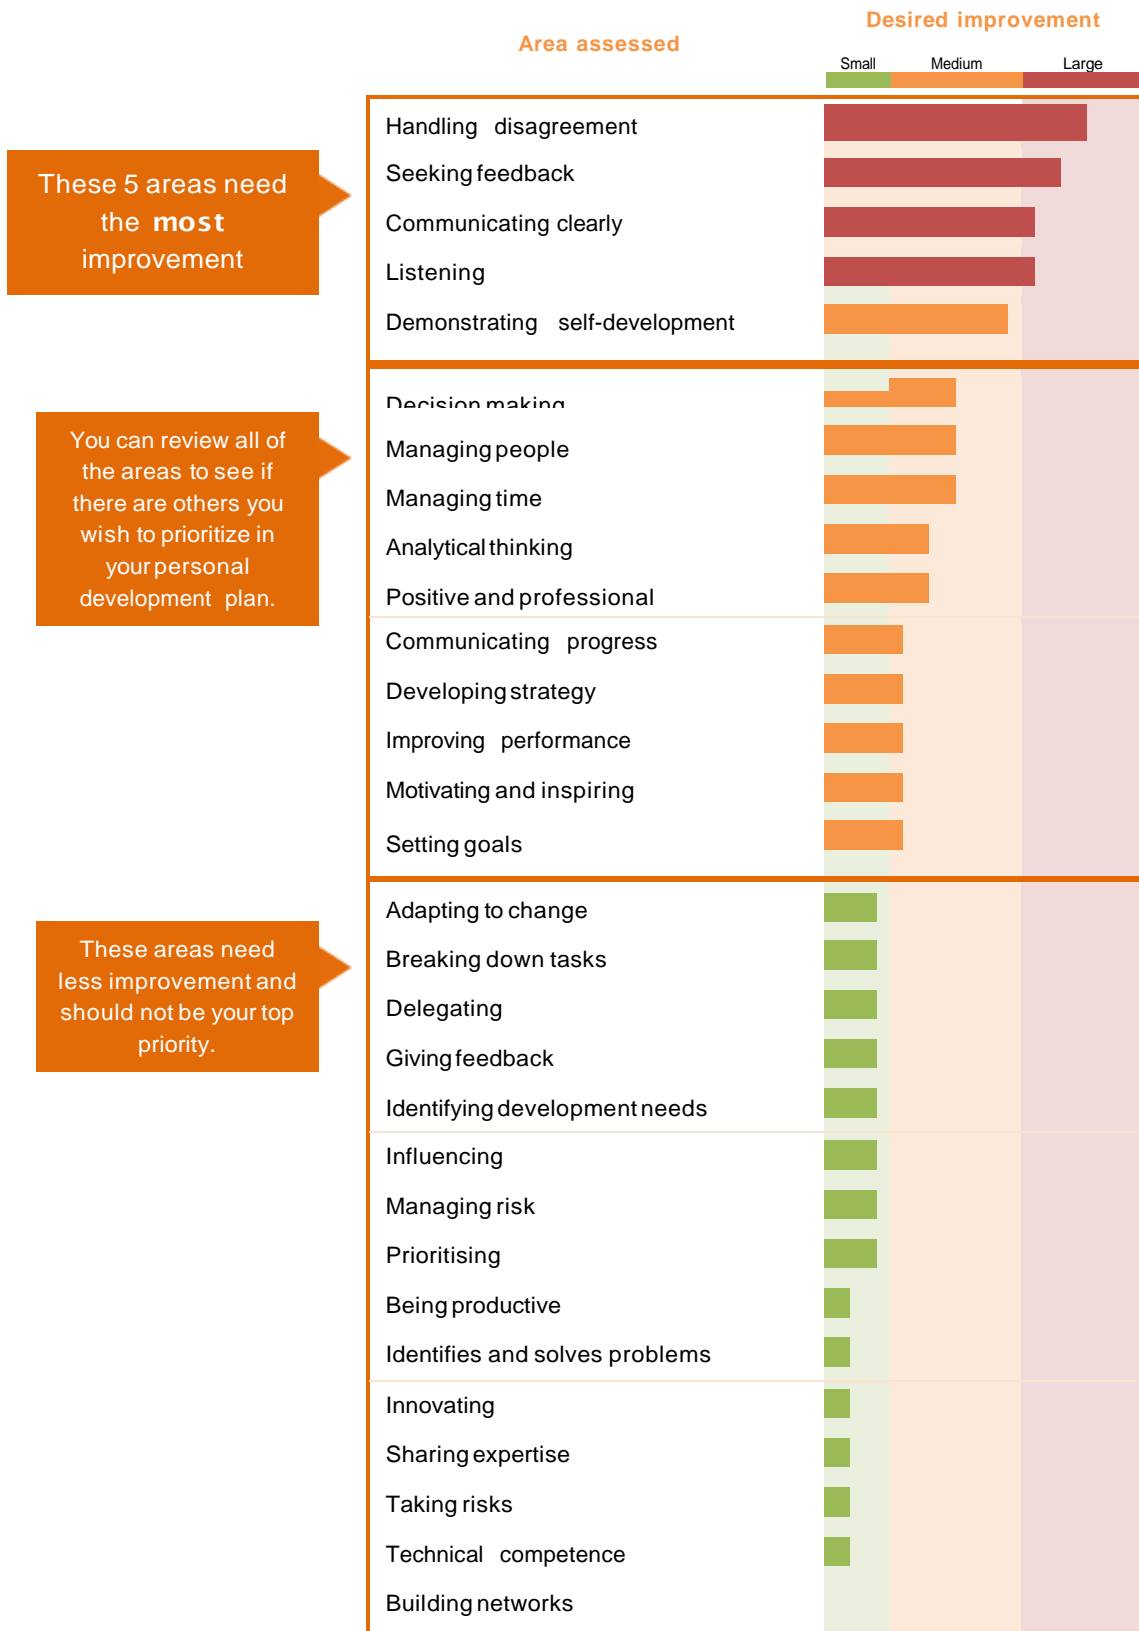 Desired improvement
Area assessed
Small Medium Large
Handling disagreement
Seeking feedback
Communicating clearly
Listening
Demonstrating self-development
These 5 areas need
the most
improvement
Decision making
Managing people
Managing time
Analytical thinking
Positive and professional
Communicating progress
Developing strategy
Improving performance
Motivating and inspiring
Setting goals
You can review all of
the areas to see if
there are others you
wish to prioritize in
your personal
development plan.
Adapting to change
Breaking down tasks
Delegating
Giving feedback
Identifying development needs
Influencing
Managing risk
Prioritising
Being productive
Identifies and solves problems
Innovating
Sharing expertise
Taking risks
Technical competence
Building networks
These areas need
less improvement and
should not be your top
priority.